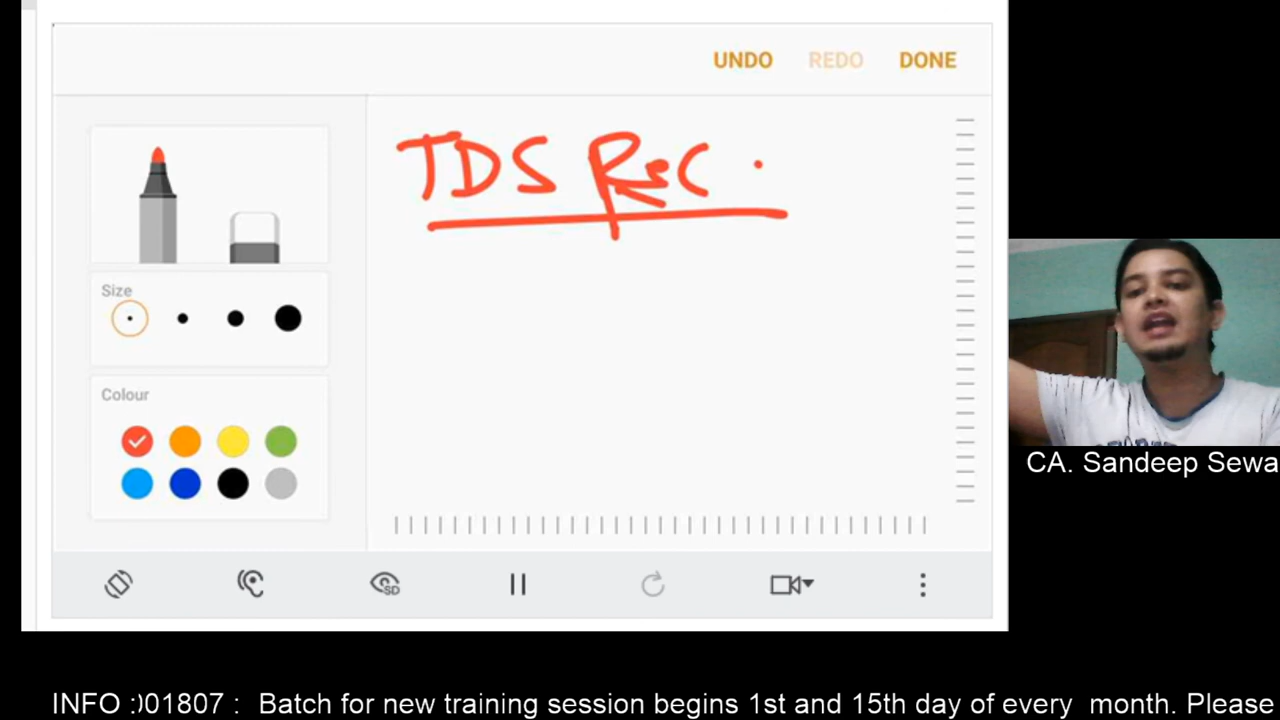 UNDO REDO DONE
TDS Rec .
Size
Colour
SD
CA. Sandeep Sewa
INFO :)01807 : Batch for new training session begins 1st and 15th day of every month. Please